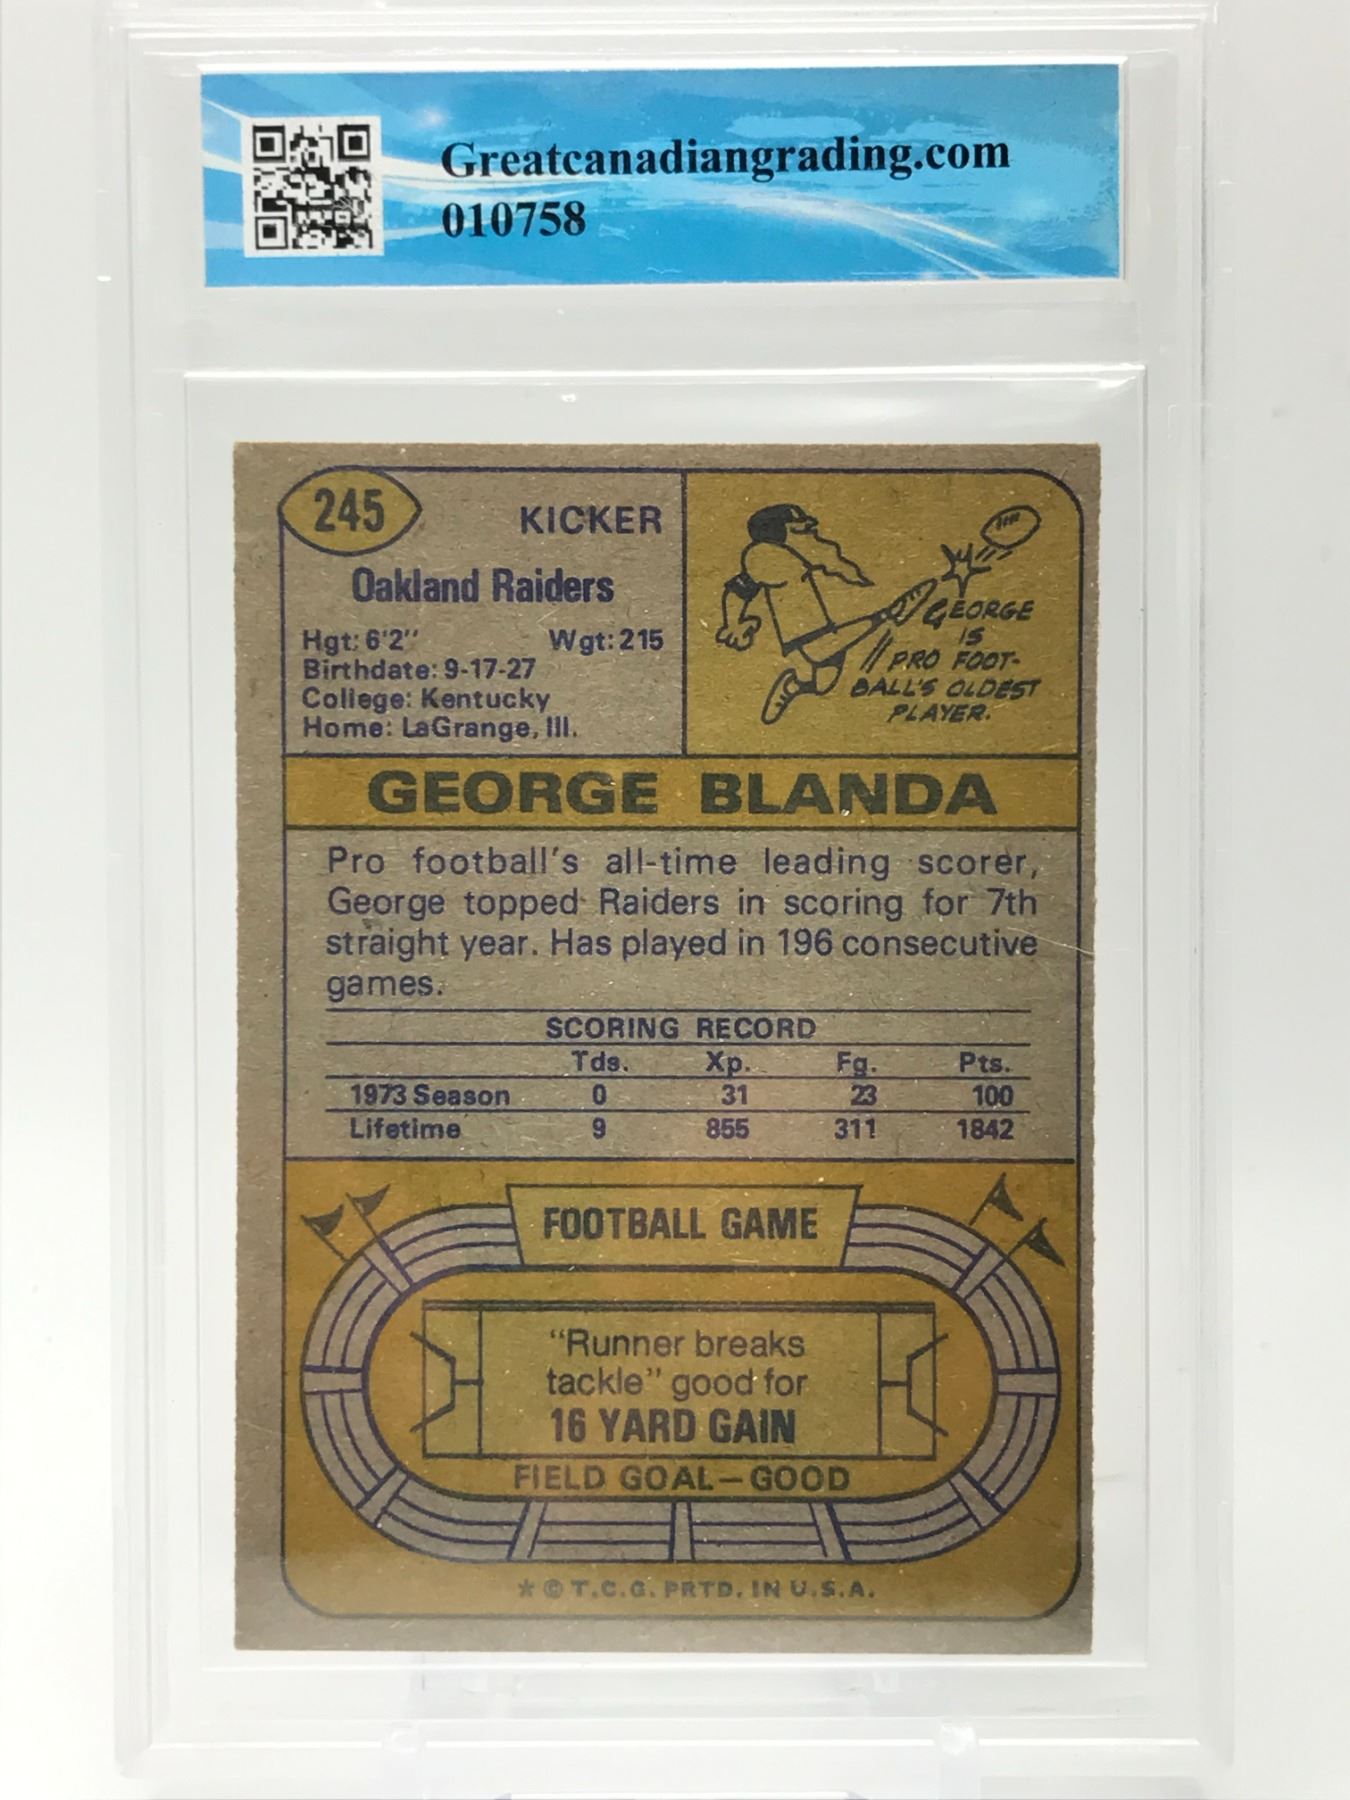 Greatcanadiangrading.com
010758
245
KICKER
Oakland Raiders
Hgt: 6'2" Wgt: 215
Birthdate: 9-17-27
College: Kentucky
Home: LaGrange, Ill.
GEORGE
IS
PRO FOOT-
BALL'S OLDEST
PLAYER.
GEORGE BLANDA
Pro football's all-time leading scorer,
George topped Raiders in scoring for 7th
straight year. Has played in 196 consecutive
games.
SCORING RECORD
Tds. Xp. Fg. Pts.
1973 Season 0 31 23 100
Lifetime 9 855 311 1842
FOOTBALL GAME
“Runner breaks
tackle” good for
16 YARD GAIN
FIELD GOAL—GOOD
* © T.C.G. PRTD. IN U.S.A.